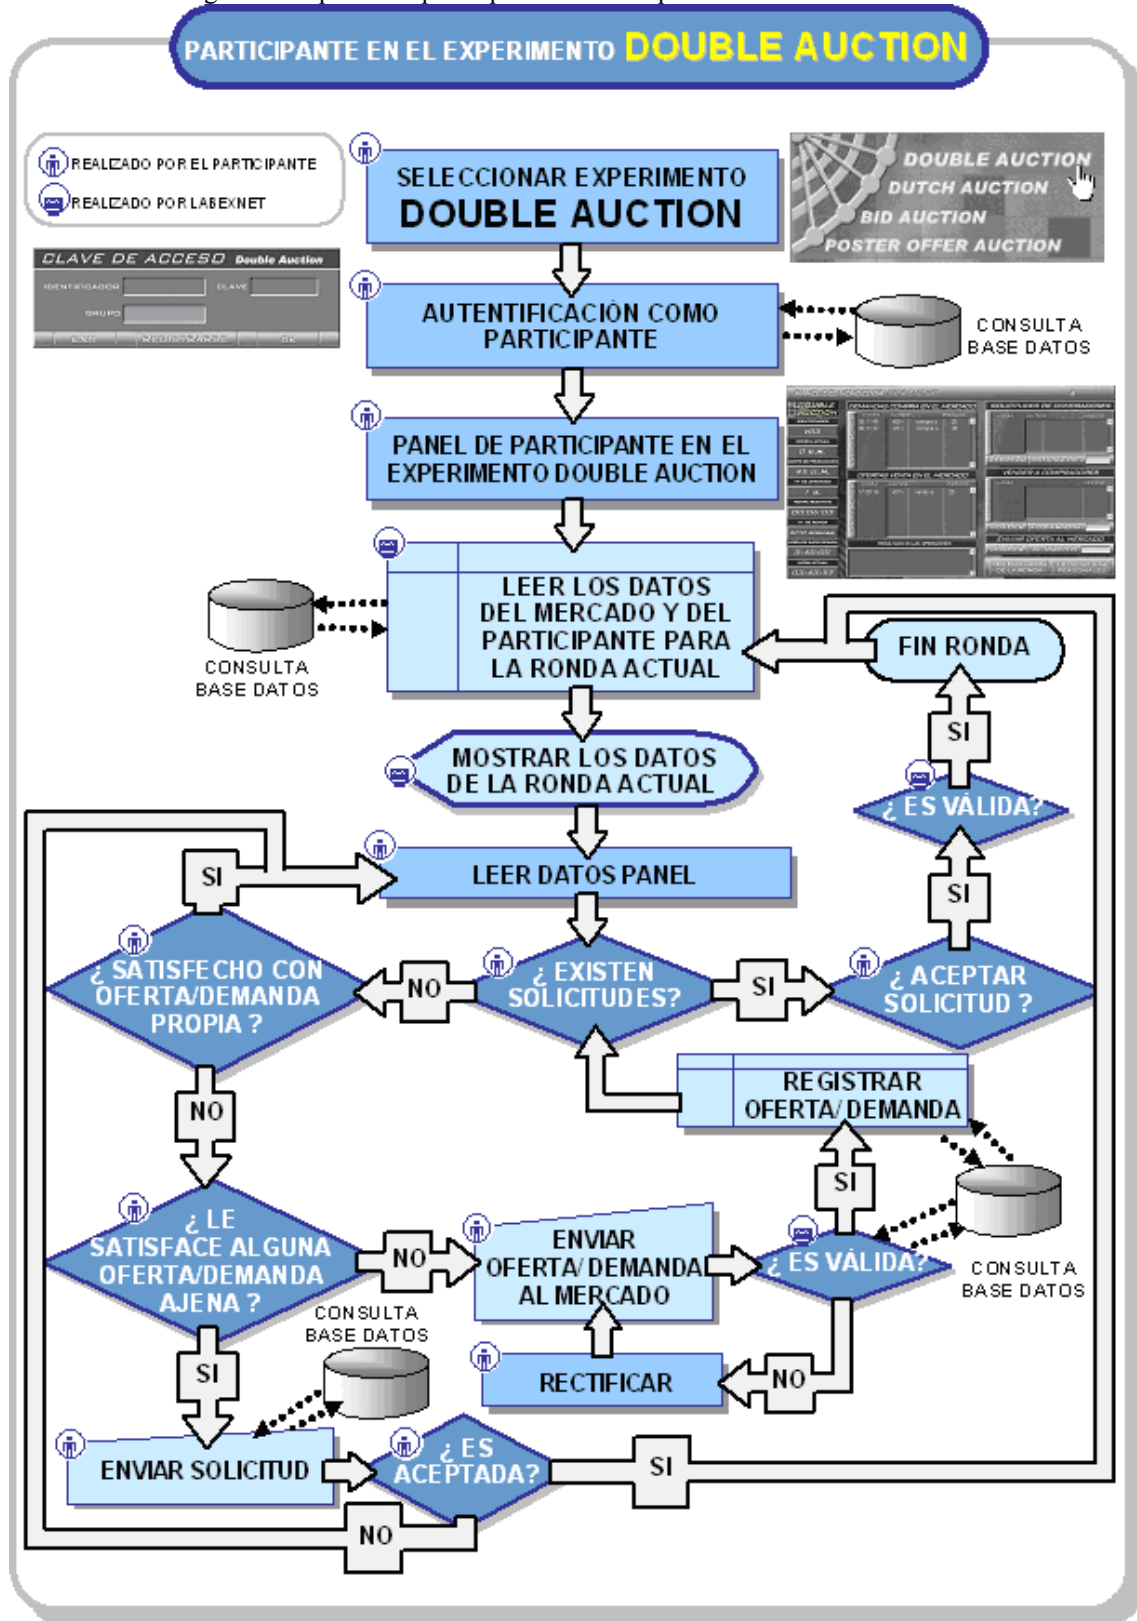 PARTICIPANTE EN EL EXPERIMENTO DOUBLE AUCTION
REALIZADO POR EL PARTICIPANTE
REALIZADO POR LABEXNET
SELECCIONAR EXPERIMENTO
DOUBLE AUCTION
DOUBLE AUCTION
DUTCH AUCTION
BID AUCTION
POSTER OFFER AUCTION
CLAVE DE ACCESO Double Auction
IDENTIFICADOR
CLAVE
GRUPO
EXIT
REGISTRARSE
OK
AUTENTIFICACIÓN COMO
PARTICIPANTE
CONSULTA
BASE DATOS
PANEL DE PARTICIPANTE EN EL
EXPERIMENTO DOUBLE AUCTION
LEER LOS DATOS
DEL MERCADO Y DEL
PARTICIPANTE PARA
LA RONDA ACTUAL
CONSULTA
BASE DATOS
FIN RONDA
SI
MOSTRAR LOS DATOS
DE LA RONDA ACTUAL
¿ ES VÁLIDA?
LEER DATOS PANEL
SI
SI
¿ SATISFECHO CON
OFERTA/DEMANDA
PROPIA ?
NO
¿ EXISTEN
SOLICITUDES?
SI
¿ ACEPTAR
SOLICITUD ?
REGISTRAR
OFERTA/ DEMANDA
NO
SI
¿ LE
SATISFACE ALGUNA
OFERTA/DEMANDA
AJENA ?
NO
ENVIAR
OFERTA/ DEMANDA
AL MERCADO
¿ ES VÁLIDA?
CONSULTA
BASE DATOS
CONSULTA
BASE DATOS
SI
RECTIFICAR
NO
ENVIAR SOLICITUD
¿ ES
ACEPTADA?
SI
NO